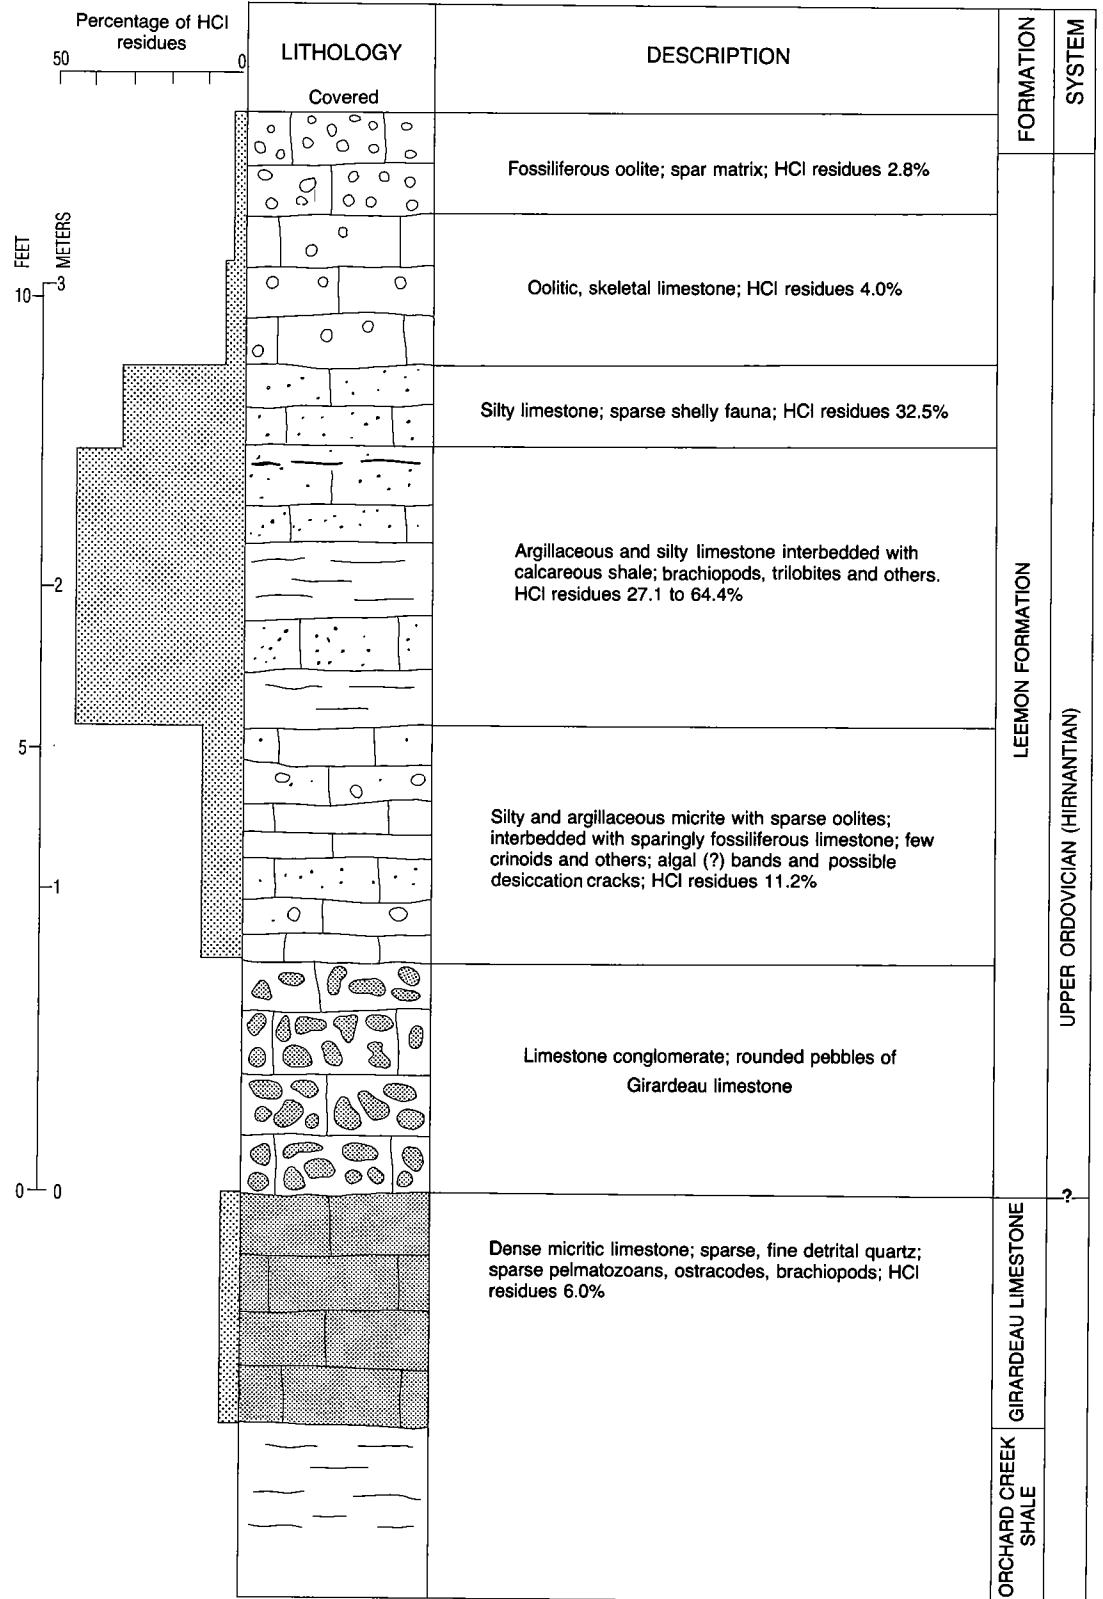 Percentage of HCl
residues
50
0
LITHOLOGY
DESCRIPTION
FORMATION
SYSTEM
Covered
Fossiliferous oolite; spar matrix; HCl residues 2.8%
FEET
METERS
10
3
Oolitic, skeletal limestone; HCl residues 4.0%
Silty limestone; sparse shelly fauna; HCl residues 32.5%
2
Argillaceous and silty limestone interbedded with
calcareous shale; brachiopods, trilobites and others.
HCl residues 27.1 to 64.4%
LEEMON FORMATION
UPPER ORDOVICIAN (HIRNANTIAN)
5
1
Silty and argillaceous micrite with sparse oolites;
interbedded with sparingly fossiliferous limestone; few
crinoids and others; algal (?) bands and possible
desiccation cracks; HCl residues 11.2%
Limestone conglomerate; rounded pebbles of
Girardeau limestone
0
0
?
Dense micritic limestone; sparse, fine detrital quartz;
sparse pelmatozoans, ostracodes, brachiopods; HCl
residues 6.0%
GIRARDEAU LIMESTONE
ORCHARD CREEK
SHALE